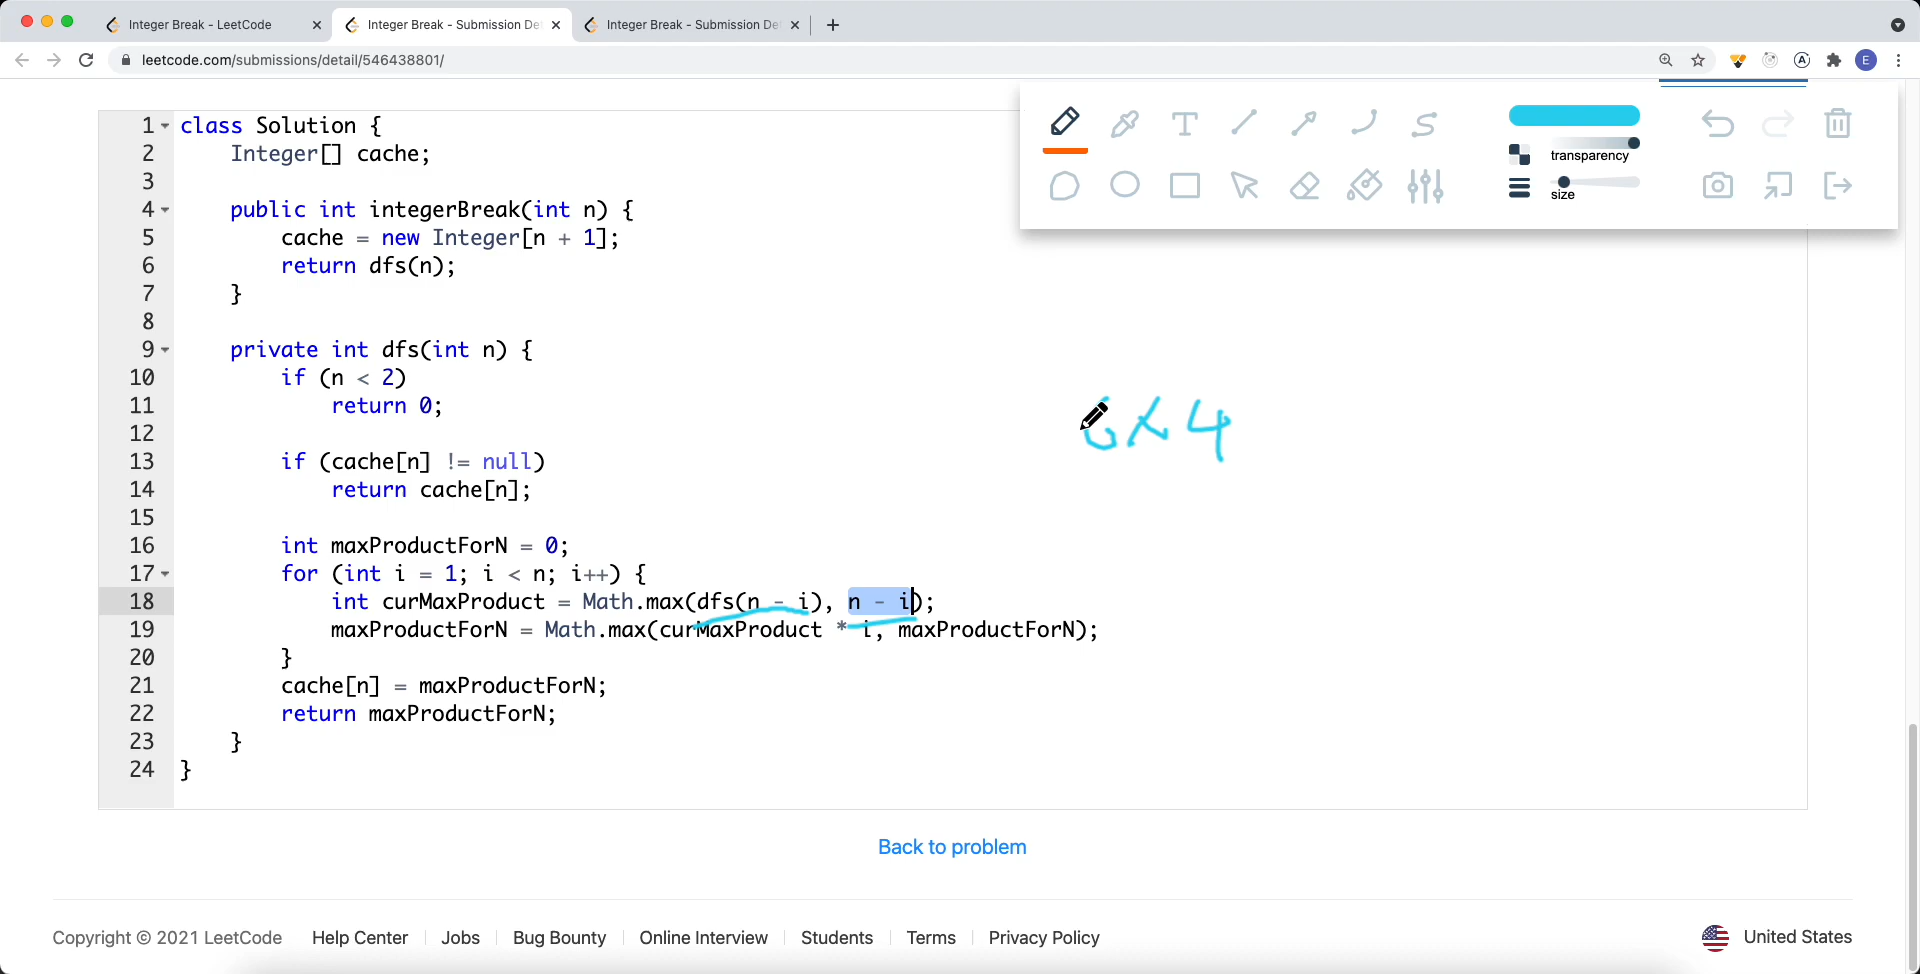 Integer Break - LeetCode
Integer Break - Submission De
Integer Break - Submission De
leetcode.com/submissions/detail/546438801/
E
transparency
size
1 class Solution {
2 Integer[] cache;
3
4 public int integerBreak(int n) {
5 cache = new Integer[n + 1];
6 return dfs(n);
7 }
8
9 private int dfs(int n) {
10 if (n < 2)
11 return 0;
12
13 if (cache[n] != null)
14 return cache[n];
15
16 int maxProductForN = 0;
17 for (int i = 1; i < n; i++) {
18 int curMaxProduct = Math.max(dfs(n - i), n - i);
19 maxProductForN = Math.max(curMaxProduct * i, maxProductForN);
20 }
21 cache[n] = maxProductForN;
22 return maxProductForN;
23 }
24 }
6 x 4
Back to problem
Copyright © 2021 LeetCode Help Center Jobs Bug Bounty Online Interview Students Terms Privacy Policy United States